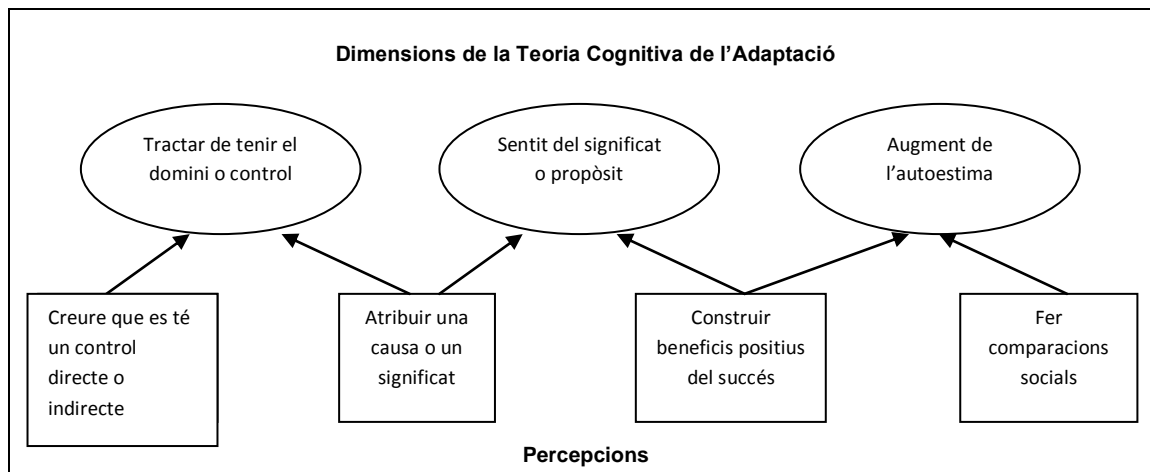 Dimensions de la Teoria Cognitiva de l’Adaptació
Tractar de tenir el
domini o control
Sentit del significat
o propòsit
Augment de
l’autoestima
Creure que es té
un control
directe o
indirecte
Atribuir una
causa o un
significat
Construir
beneficis positius
del succés
Fer
comparacions
socials
Percepcions